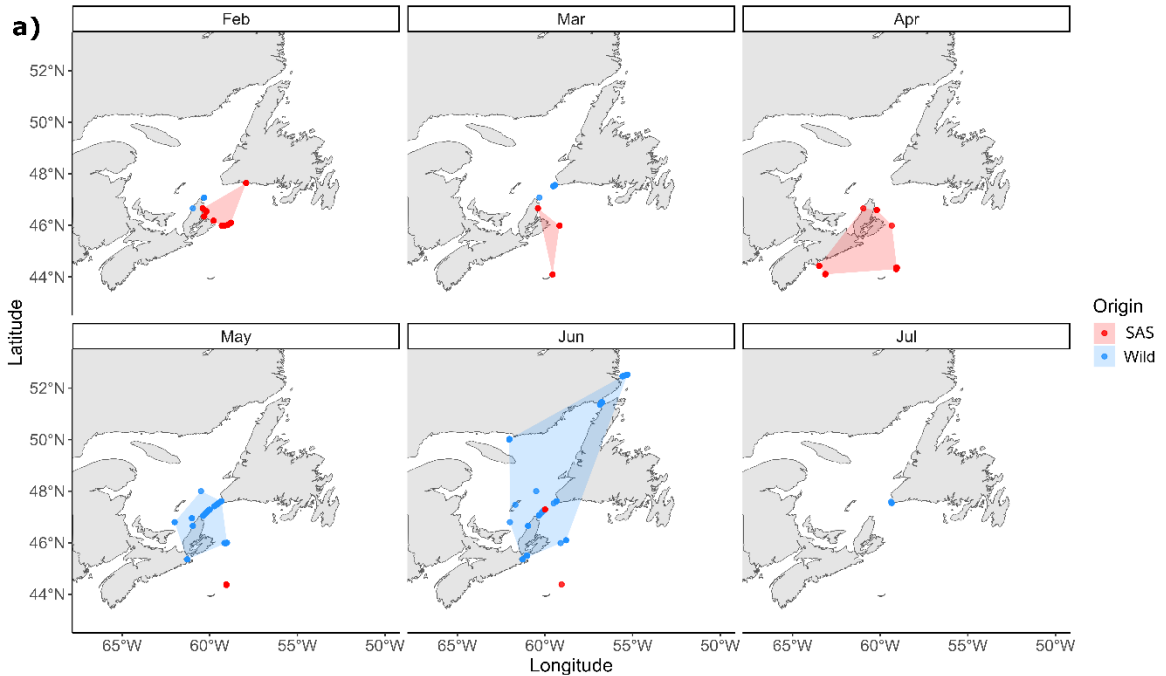 a)
Feb Mar Apr
52°N
50°N
48°N
46°N
44°N
May Jun Jul
52°N
50°N
48°N
46°N
44°N
65°W 60°W 55°W 50°W 65°W 60°W 55°W 50°W 65°W 60°W 55°W 50°W
Latitude
Longitude
Origin
SAS
Wild